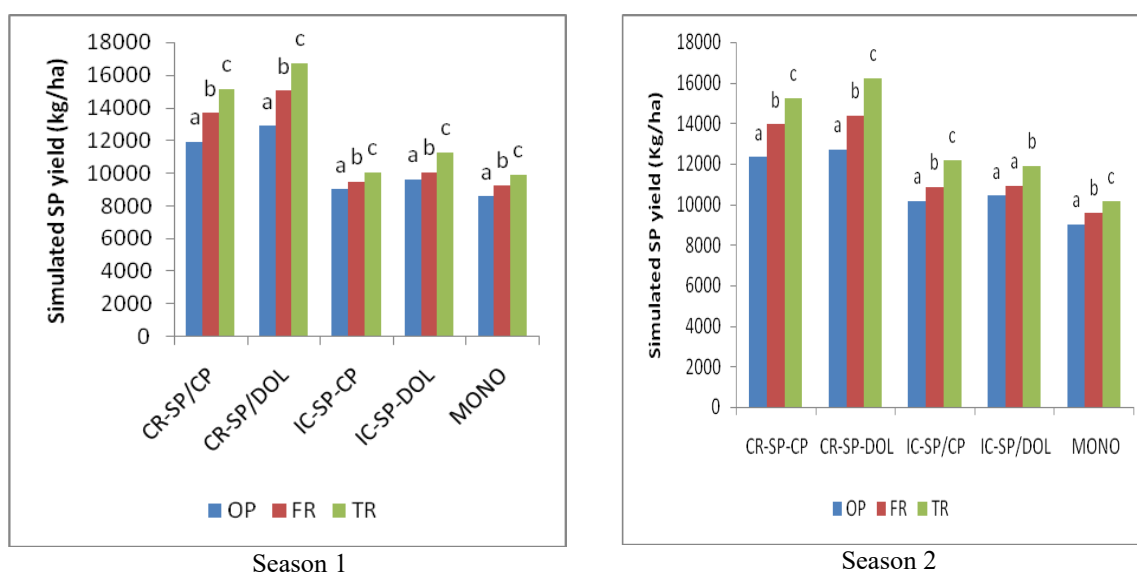 Simulated SP yield (kg/ha)
18000
16000
14000
12000
10000
8000
6000
4000
2000
0
a b c
a b c
a b c
a b c
a b c
CR-SP/CP
CR-SP/DOL
IC-SP-CP
IC-SP-DOL
MONO
OP FR TR
Season 1
Simulated SP yield (Kg/ha)
18000
16000
14000
12000
10000
8000
6000
4000
2000
0
a b c
a b c
a b c
a a b
a b c
CR-SP-CP CR-SP-DOL IC-SP/CP IC-SP/DOL MONO
OP FR TR
Season 2